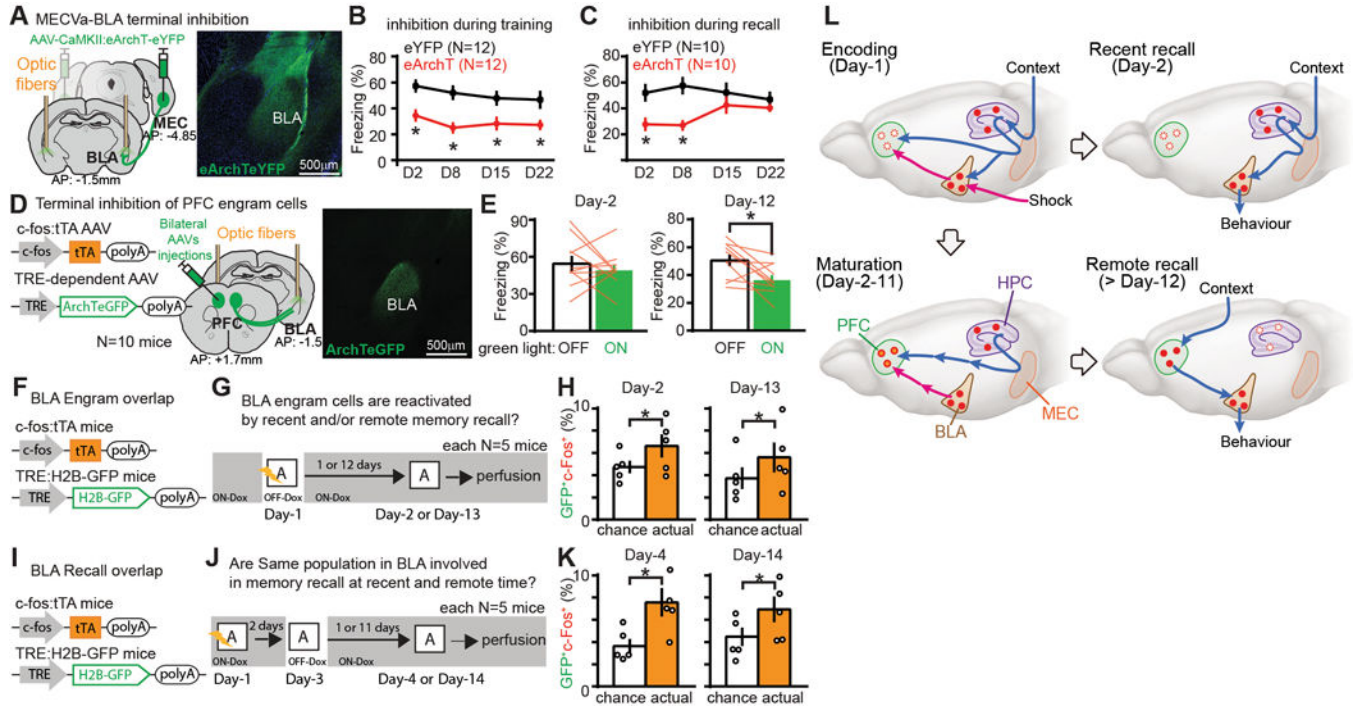 A
MECVa-BLA terminal inhibition
AAV-CaMKII:eArchT-eYFP
Optic
fibers
MEC
AP: -4.85
BLA
AP: -1.5mm
BLA
eArchTeYFP
500μm
B
inhibition during training
eYFP (N=12)
eArchT (N=12)
Freezing (%)
80
60
40
20
0
* * * *
D2 D8 D15 D22
C
inhibition during recall
eYFP (N=10)
eArchT (N=10)
Freezing (%)
80
60
40
20
0
* *
D2 D8 D15 D22
D
Terminal inhibition of PFC engram cells
c-fos:tTA AAV
c-fos tTA polyA
TRE-dependent AAV
TRE ArchTeGFP polyA
N=10 mice
Bilateral
AAVs
injections
Optic fibers
PFC
BLA
AP: -1.5
AP: +1.7mm
BLA
ArchTeGFP
500μm
E
Day-2
Freezing (%)
90
60
30
0
green light: OFF ON
Day-12
*
Freezing (%)
80
60
40
20
0
OFF ON
F
BLA Engram overlap
c-fos:tTA mice
c-fos tTA polyA
TRE:H2B-GFP mice
TRE H2B-GFP polyA
G
BLA engram cells are reactivated
by recent and/or remote memory recall?
each N=5 mice
A 1 or 12 days A perfusion
ON-Dox OFF-Dox ON-Dox
Day-1 Day-2 or Day-13
H
Day-2 Day-13
GFP⁺c-Fos⁺ (%)
10
0
* *
chance actual chance actual
I
BLA Recall overlap
c-fos:tTA mice
c-fos tTA polyA
TRE:H2B-GFP mice
TRE H2B-GFP polyA
J
Are Same population in BLA involved
in memory recall at recent and remote time?
each N=5 mice
A 2 days A 1 or 11 days A perfusion
ON-Dox OFF-Dox ON-Dox
Day-1 Day-3 Day-4 or Day-14
K
Day-4 Day-14
GFP⁺c-Fos⁺ (%)
10
0
* *
chance actual chance actual
L
Encoding
(Day-1)
Context
Shock
Recent recall
(Day-2)
Context
Behaviour
Maturation
(Day-2-11)
HPC
PFC
BLA
MEC
Remote recall
(> Day-12)
Context
Behaviour